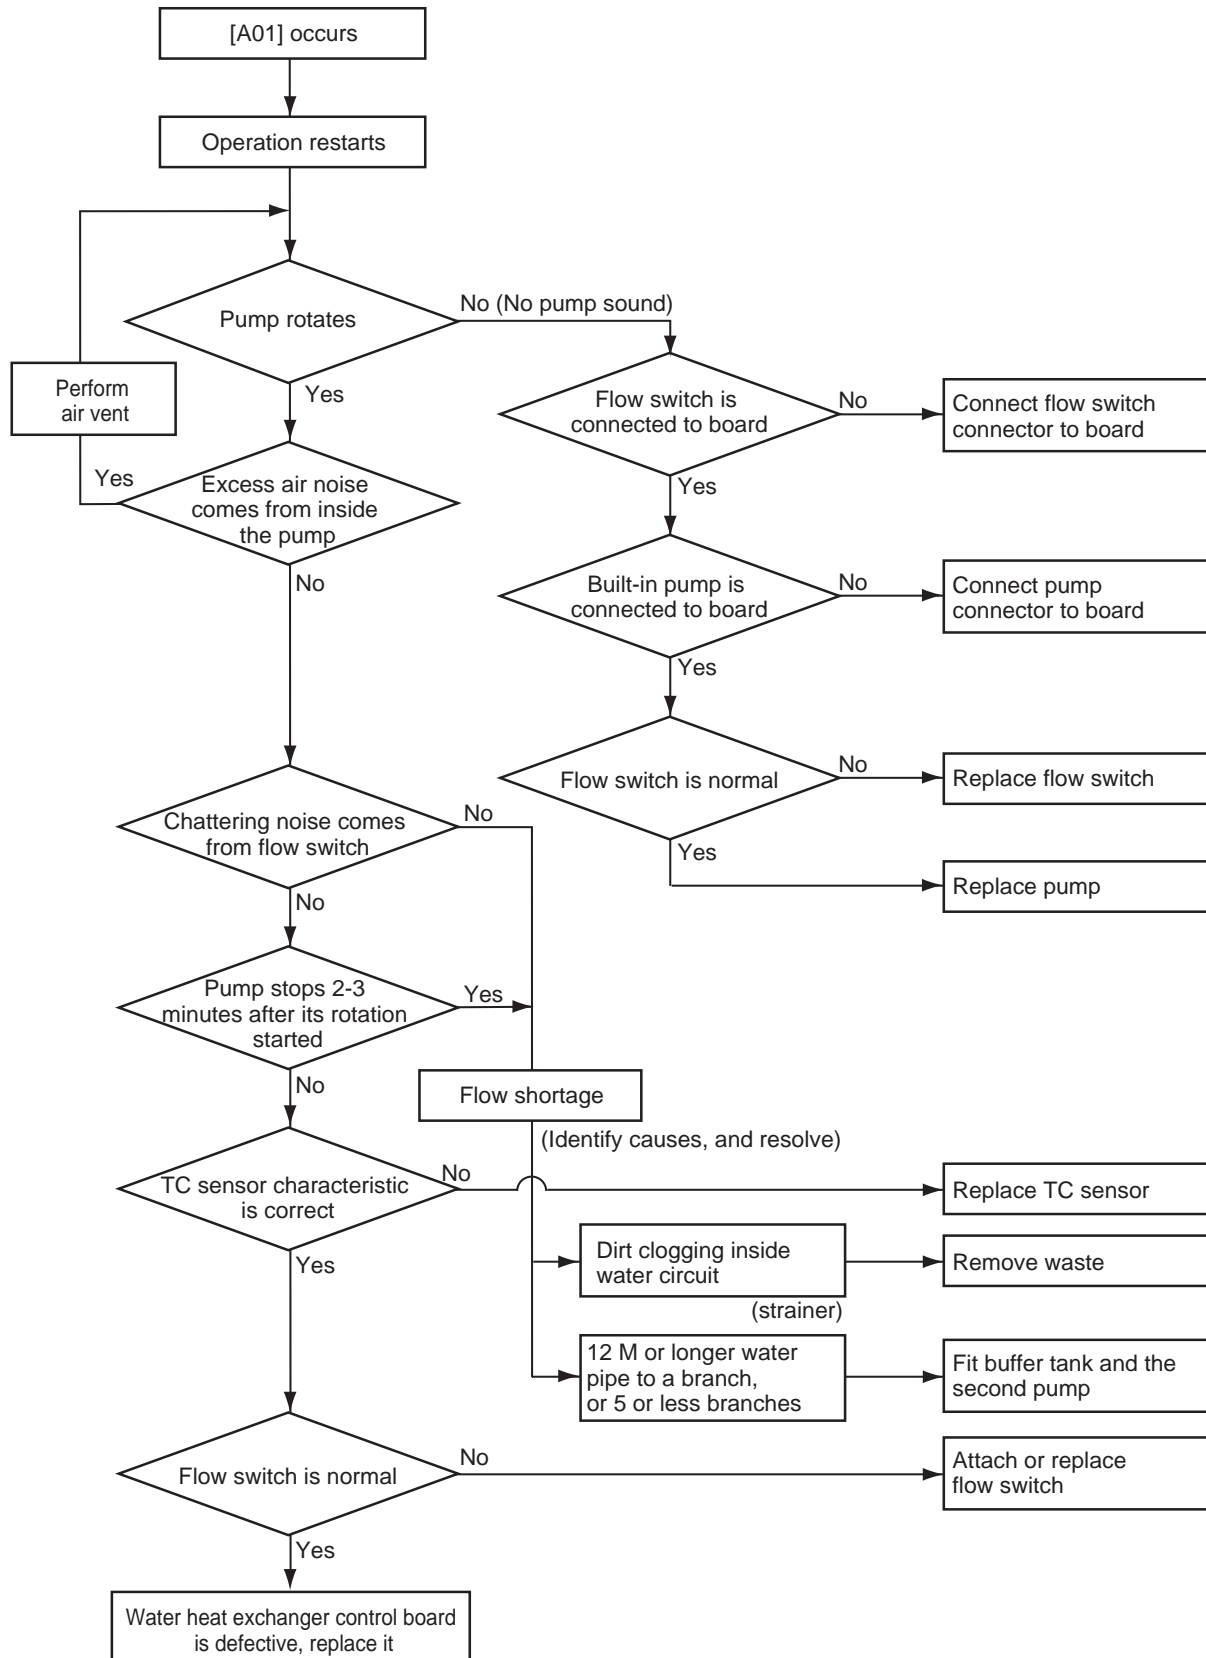 [A01] occurs
Operation restarts
Pump rotates
No (No pump sound)
Yes
Perform
air vent
Yes
Excess air noise
comes from inside
the pump
No
Flow switch is
connected to board
No
Connect flow switch
connector to board
Yes
Built-in pump is
connected to board
No
Connect pump
connector to board
Yes
Flow switch is normal
No
Replace flow switch
Yes
Replace pump
Chattering noise comes
from flow switch
No
No
Pump stops 2-3
minutes after its rotation
started
Yes
No
Flow shortage
(Identify causes, and resolve)
TC sensor characteristic
is correct
No
Replace TC sensor
Yes
Dirt clogging inside
water circuit
(strainer)
Remove waste
12 M or longer water
pipe to a branch,
or 5 or less branches
Fit buffer tank and the
second pump
Flow switch is normal
No
Attach or replace
flow switch
Yes
Water heat exchanger control board
is defective, replace it